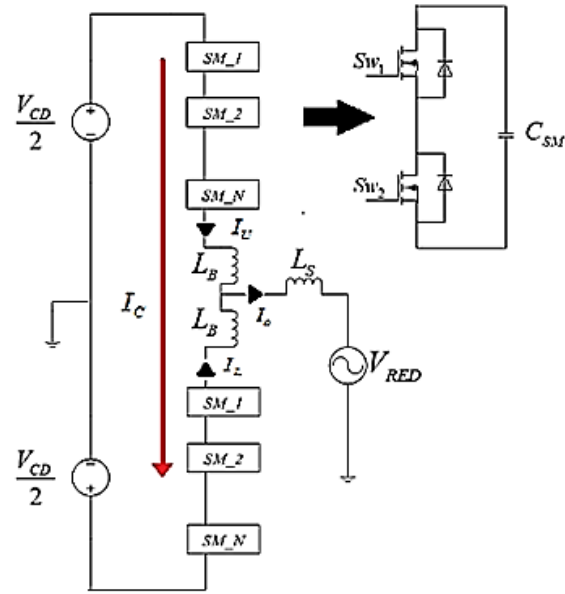 SM_1
V_CD/2
SM_2
SM_N
I_U
L_B
L_S
I_C
L_B
I_o
I_L
V_RED
SM_1
V_CD/2
SM_2
SM_N
Sw_1
C_SM
Sw_2